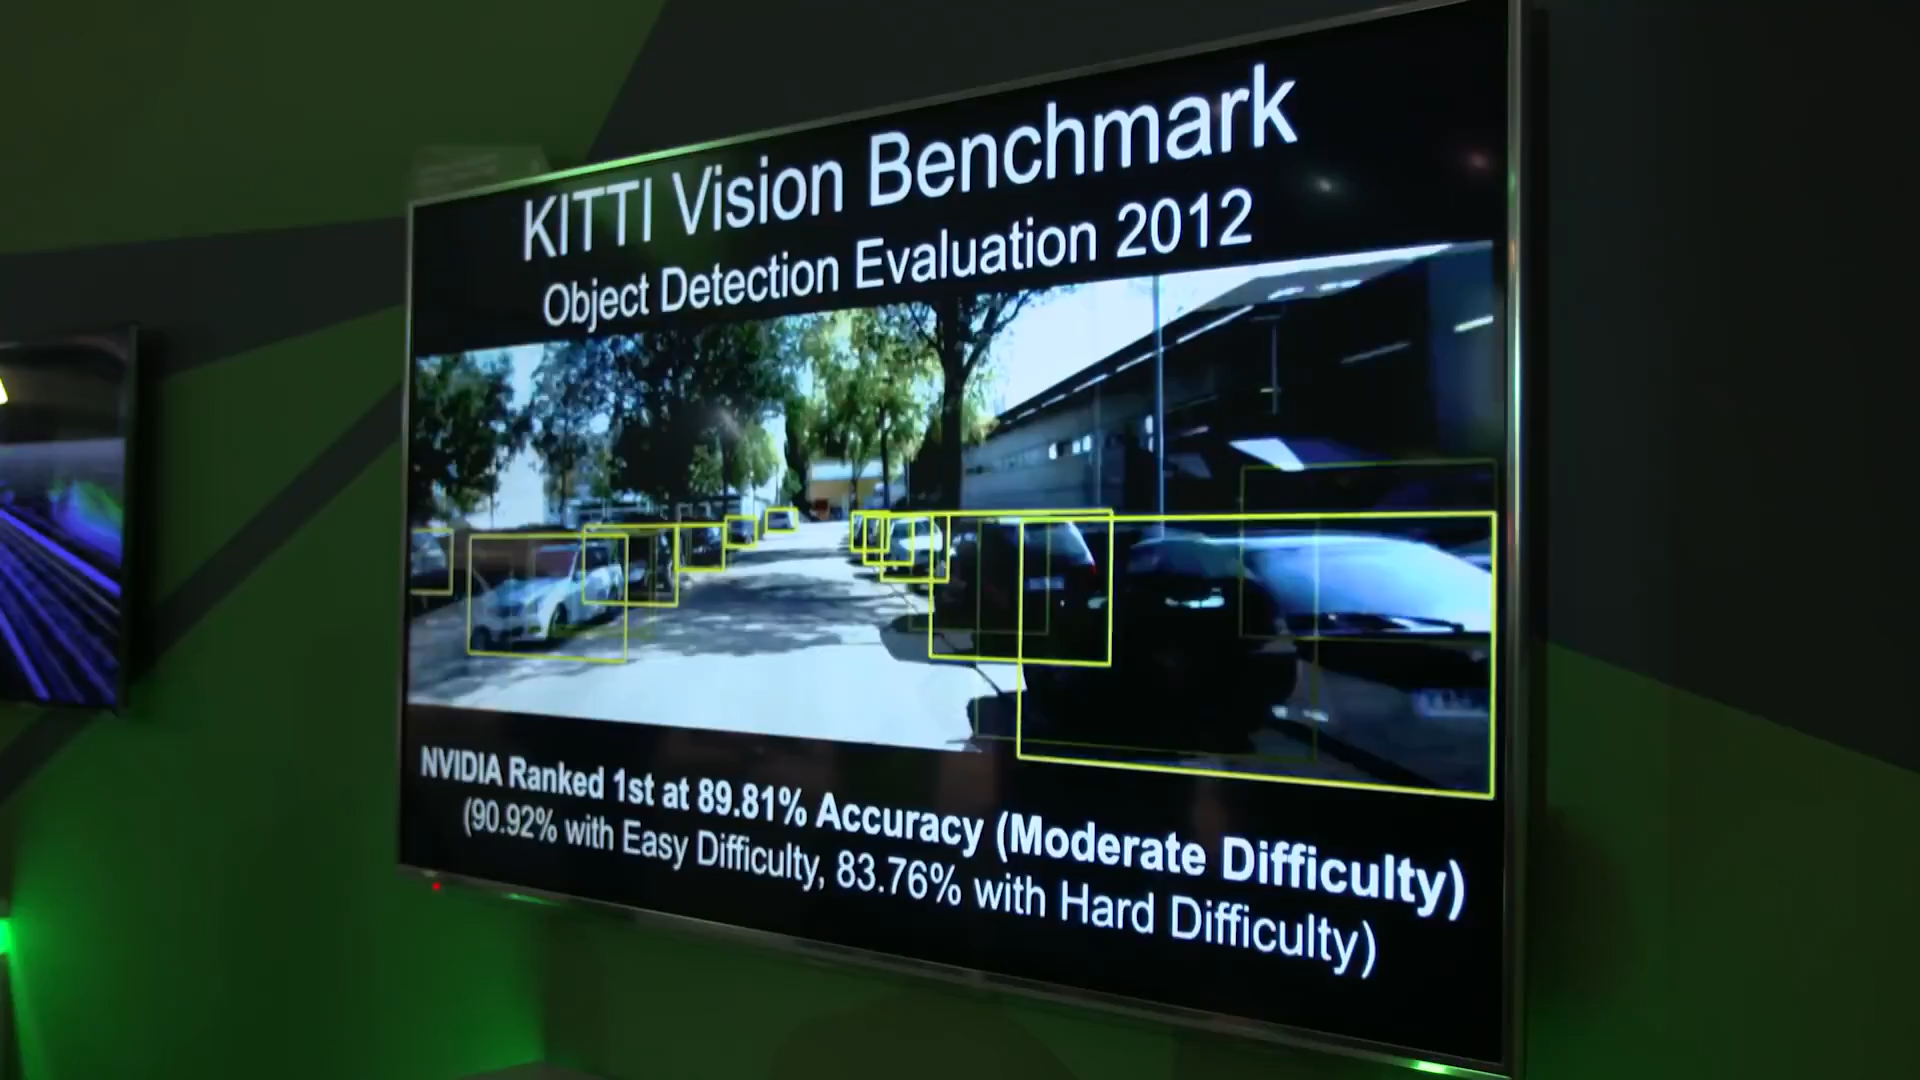 KITTI Vision Benchmark
Object Detection Evaluation 2012
NVIDIA Ranked 1st at 89.81% Accuracy (Moderate Difficulty)
(90.92% with Easy Difficulty, 83.76% with Hard Difficulty)